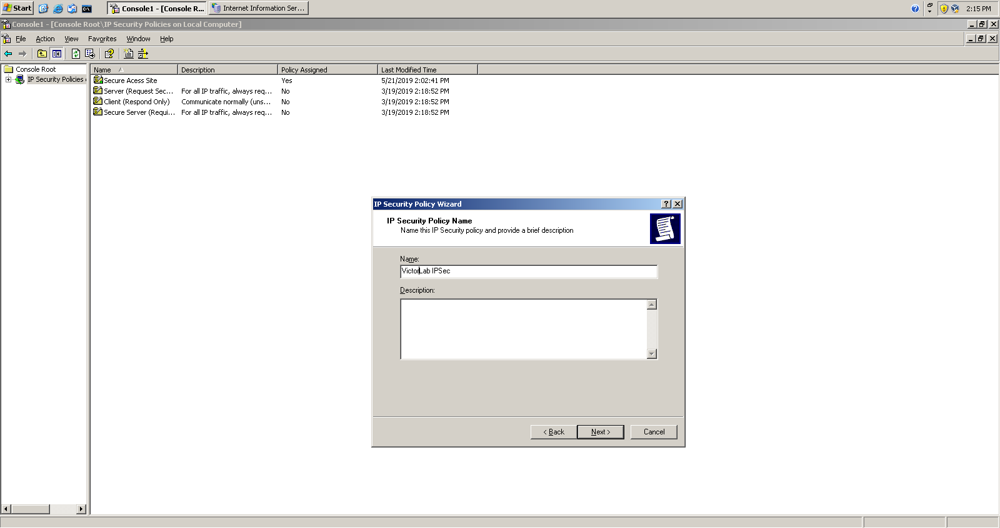 Start
Console1 - [Console R...
Internet Information Ser...
2:15 PM
Console1 - [Console Root\IP Security Policies on Local Computer]
File Action View Favorites Window Help
Console Root
IP Security Policies
Name Description Policy Assigned Last Modified Time
Secure Acess Site Yes 5/21/2019 2:02:41 PM
Server (Request Sec... For all IP traffic, always req... No 3/19/2019 2:18:52 PM
Client (Respond Only) Communicate normally (uns... No 3/19/2019 2:18:52 PM
Secure Server (Requi... For all IP traffic, always req... No 3/19/2019 2:18:52 PM
IP Security Policy Wizard
IP Security Policy Name
Name this IP Security policy and provide a brief description
Name:
VictorLab IPSec
Description:
< Back Next > Cancel